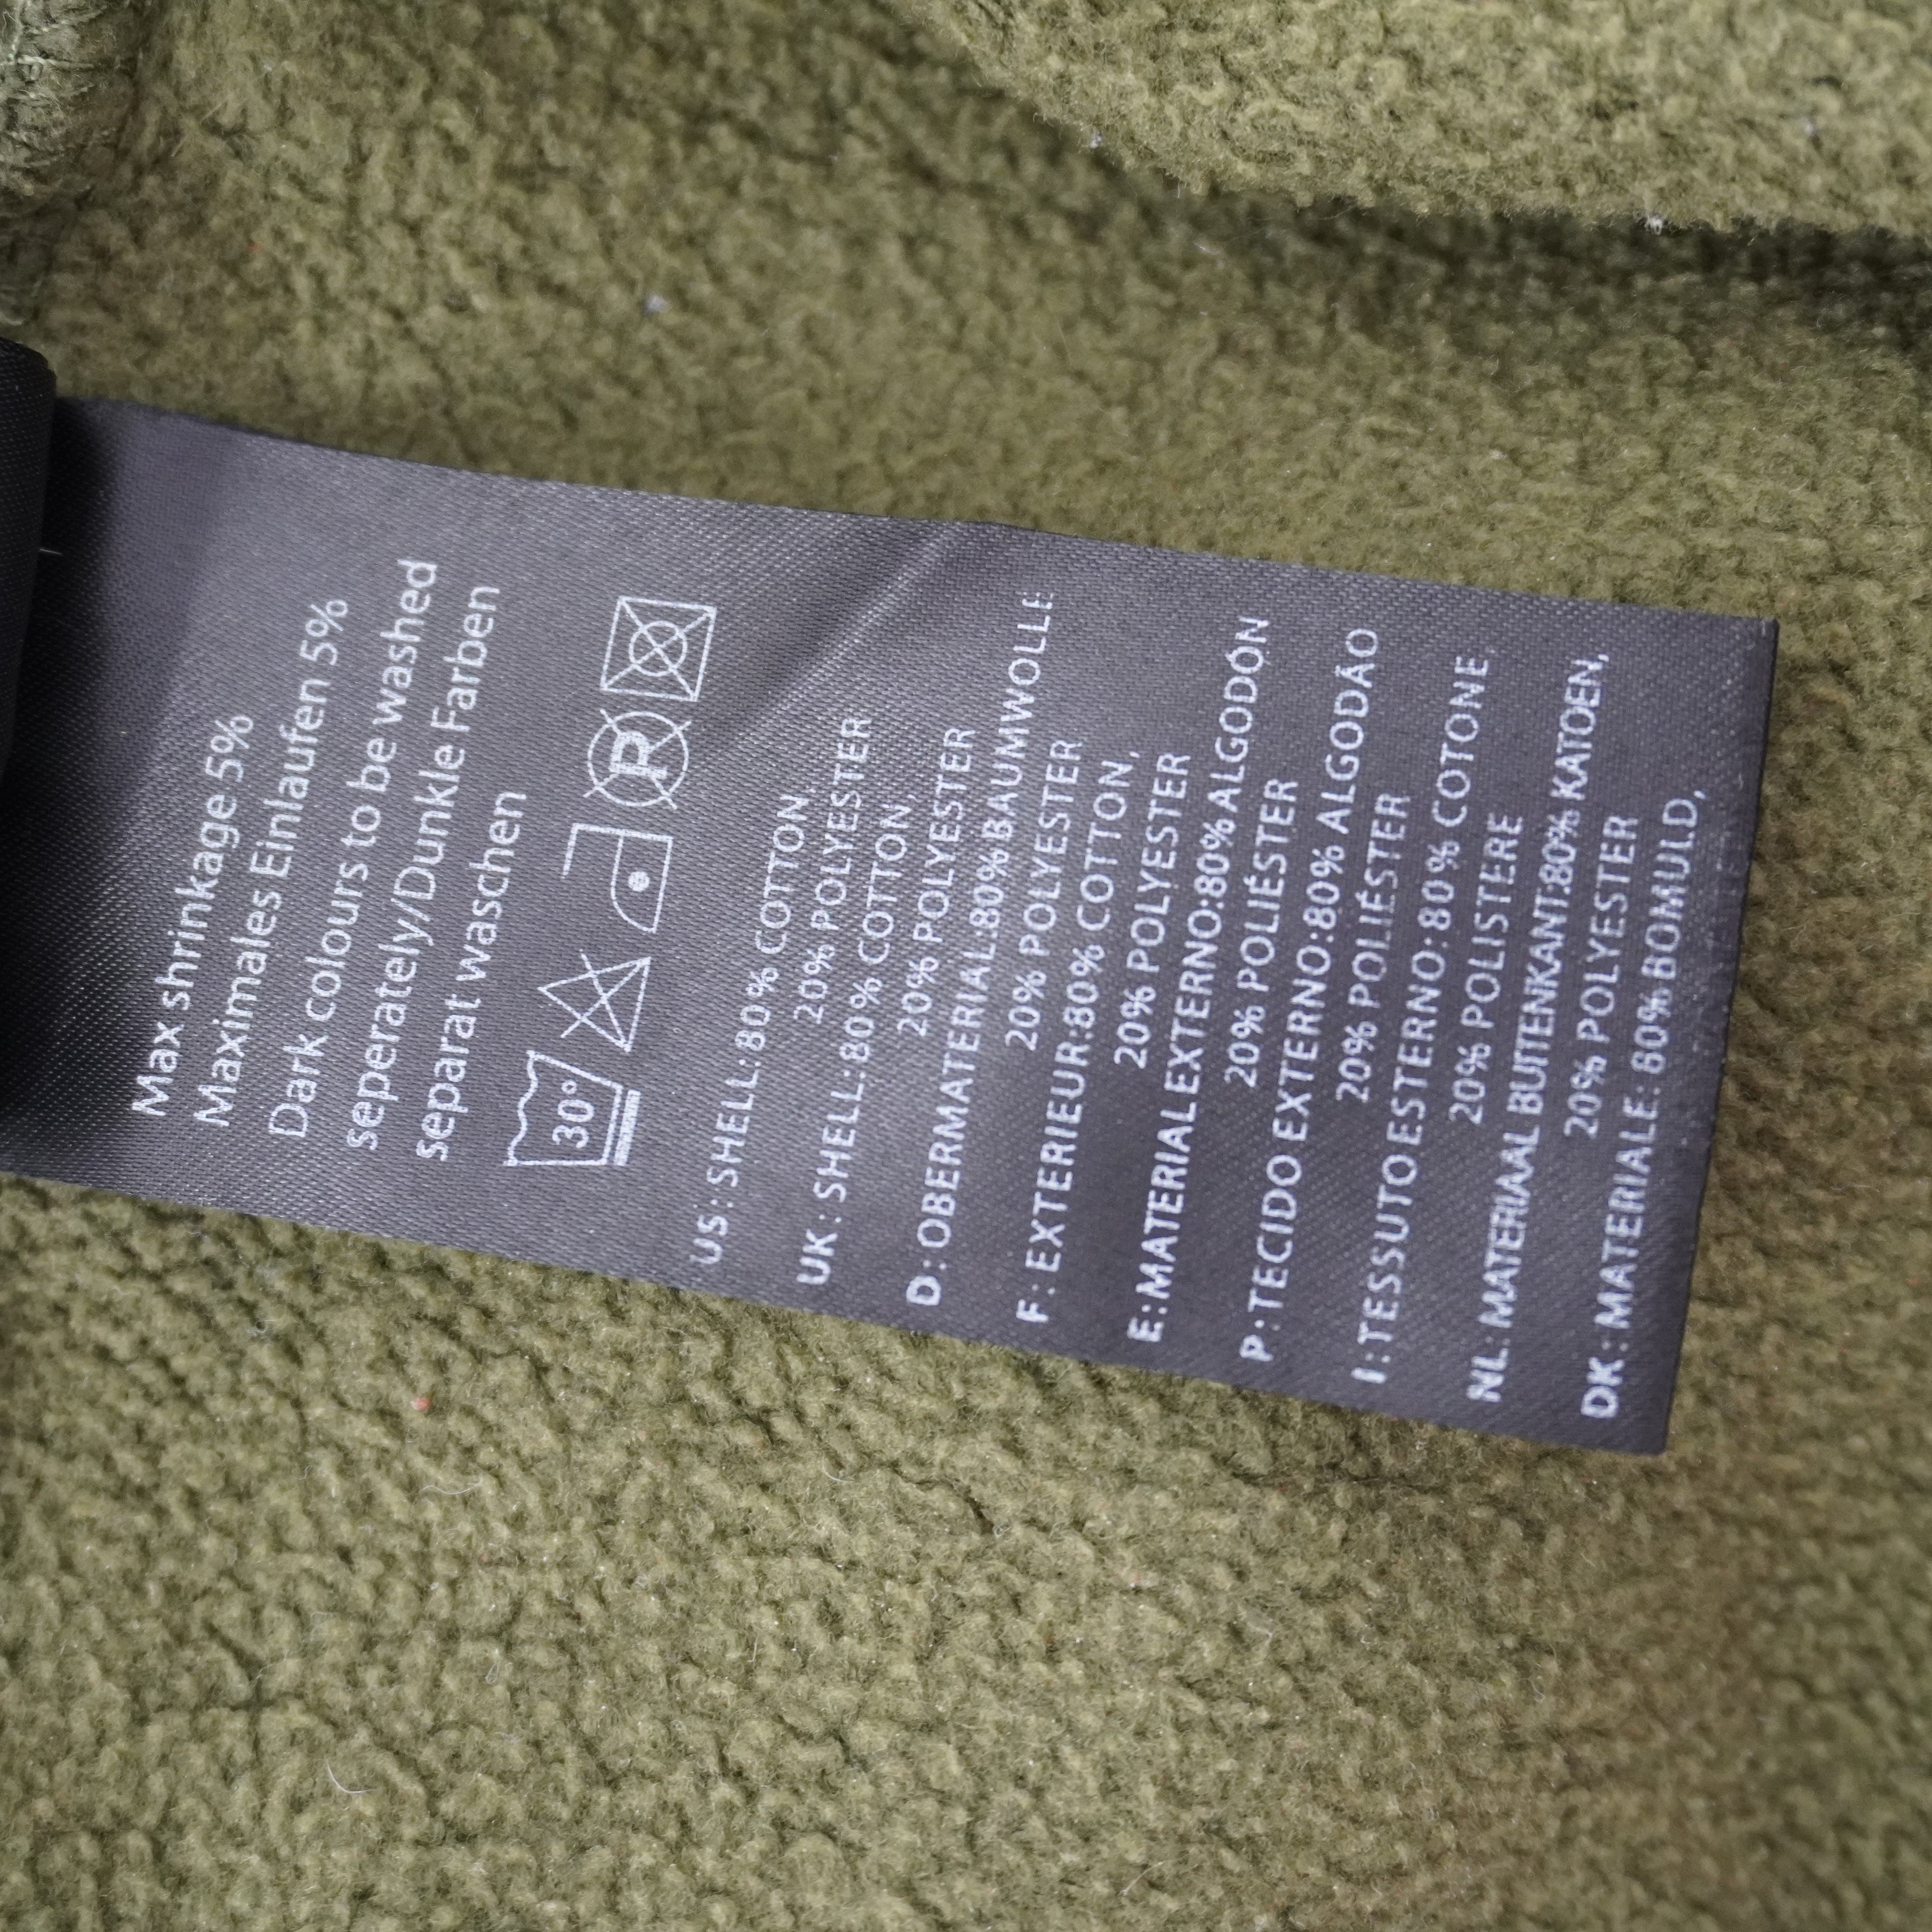 Max shrinkage 5%
Maximales Einlaufen 5%
Dark colours to be washed
seperately/Dunkle Farben
separat waschen
30° P
US: SHELL:80% COTTON,
20% POLYESTER
UK: SHELL:80% COTTON,
20% POLYESTER
D: OBERMATERIAL:80%BAUMWOLLE
20% POLYESTER
F: EXTERIEUR:80% COTTON,
20% POLYESTER
E:MATERIAL EXTERNO:80% ALGODÓN
20% POLIÉSTER
P:TECIDO EXTERNO:80% ALGODÃO
20% POLIÉSTER
I:TESSUTO ESTERNO:80% COTONE
20% POLISTERE
NL: MATERIAAL BUITENKANT:80% KATOEN,
20% POLYESTER
DK: MATERIALE: 80% BOMULD,